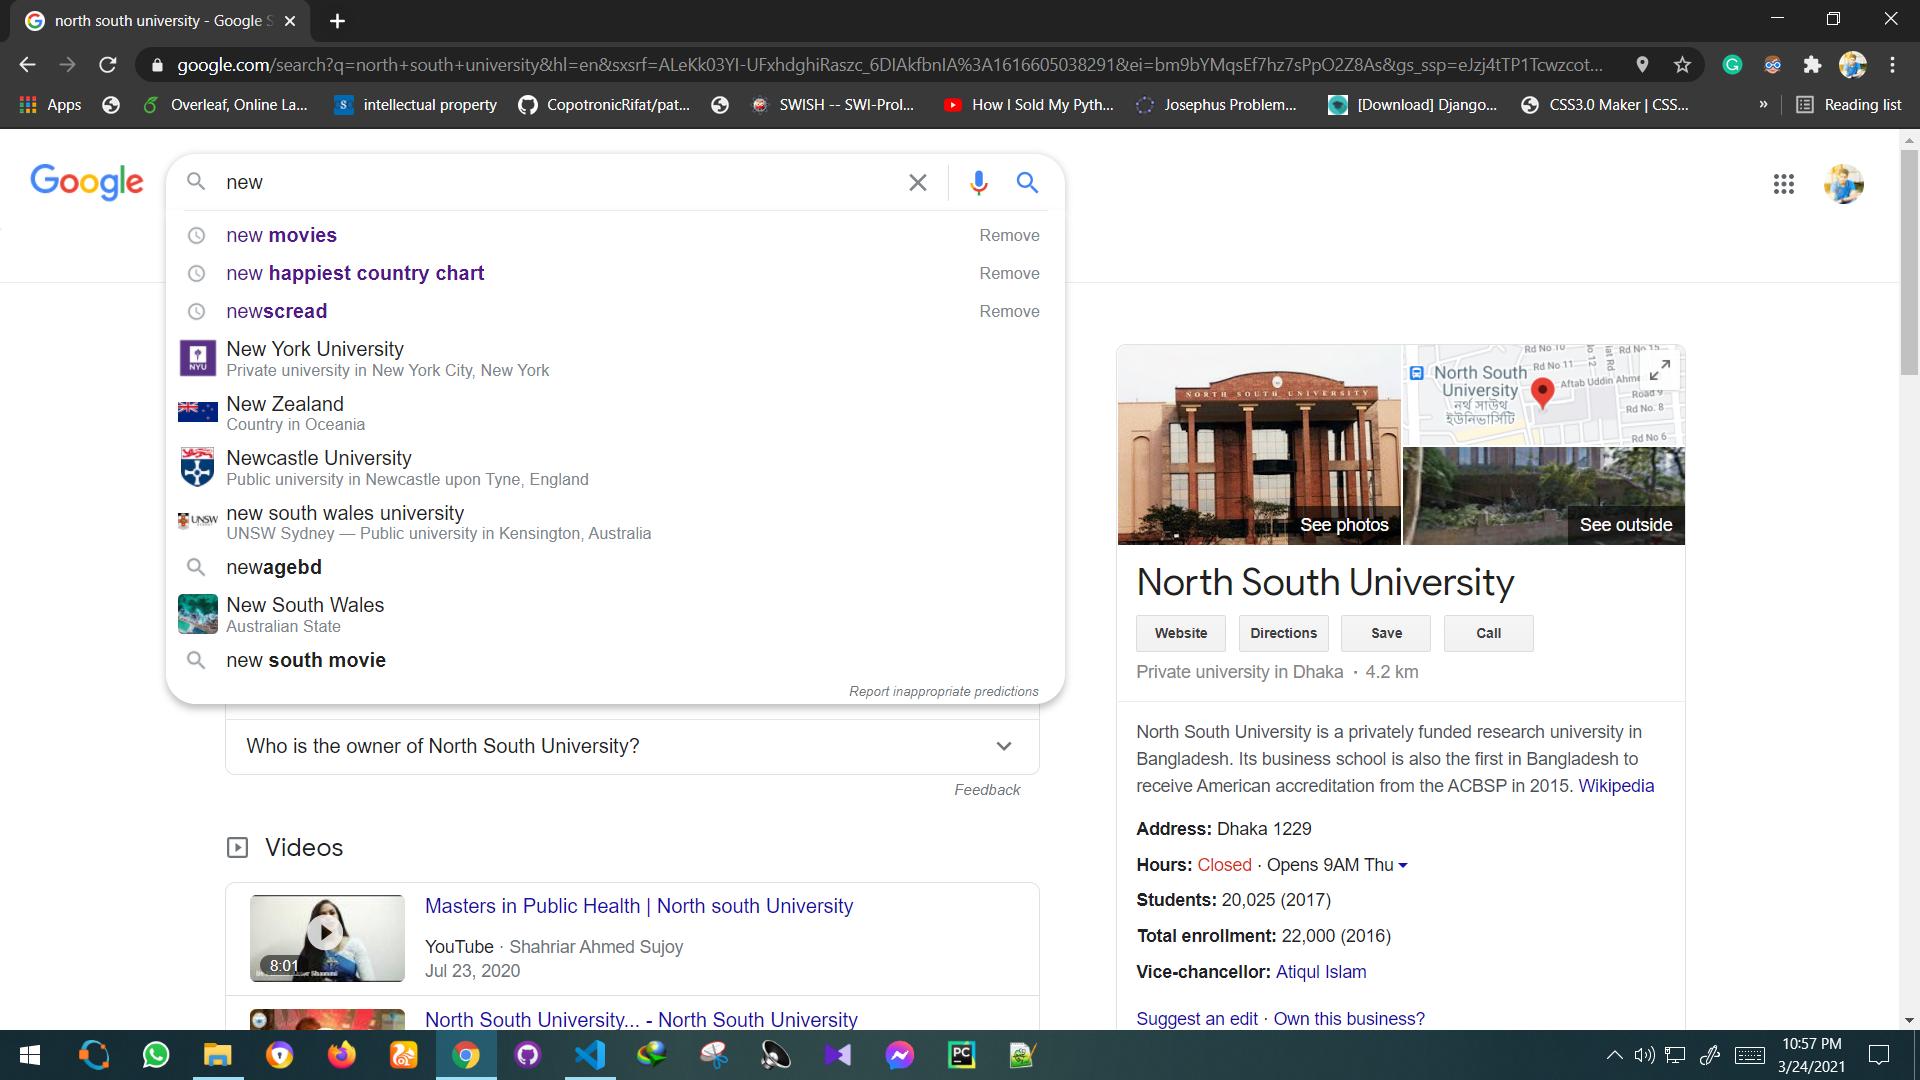 north south university - Google S
google.com/search?q=north+south+university&hl=en&sxsrf=ALeKk03YI-UFxhdghiRaszc_6DIAkfbnIA%3A1616605038291&ei=bm9bYMqsEf7hz7sPpO2Z8As&gs_ssp=eJzj4tTP1Tcwzcot...
Apps
Overleaf, Online La...
intellectual property
CopotronicRifat/pat...
SWISH -- SWI-Prol...
How I Sold My Pyth...
Josephus Problem...
[Download] Django...
CSS3.0 Maker | CSS...
»
Reading list
Google
new
new movies Remove
new happiest country chart Remove
newscread Remove
NYU
New York University
Private university in New York City, New York
New Zealand
Country in Oceania
Newcastle University
Public university in Newcastle upon Tyne, England
UNSW
new south wales university
UNSW Sydney — Public university in Kensington, Australia
newagebd
New South Wales
Australian State
new south movie
Report inappropriate predictions
Who is the owner of North South University?
Feedback
Videos
8:01
Masters in Public Health | North south University
YouTube · Shahriar Ahmed Sujoy
Jul 23, 2020
North South University... - North South University
NORTH SOUTH UNIVERSITY
See photos
Rd No 10
Rd No 15
Rd No 11
North South
University
নর্থ সাউথ
ইউনিভার্সিটি
Aftab Uddin Ahme
Road 9
Rd No. 8
Rd No 6
See outside
North South University
Website
Directions
Save
Call
Private university in Dhaka · 4.2 km
North South University is a privately funded research university in
Bangladesh. Its business school is also the first in Bangladesh to
receive American accreditation from the ACBSP in 2015. Wikipedia
Address: Dhaka 1229
Hours: Closed · Opens 9AM Thu
Students: 20,025 (2017)
Total enrollment: 22,000 (2016)
Vice-chancellor: Atiqul Islam
Suggest an edit · Own this business?
PC
10:57 PM
3/24/2021